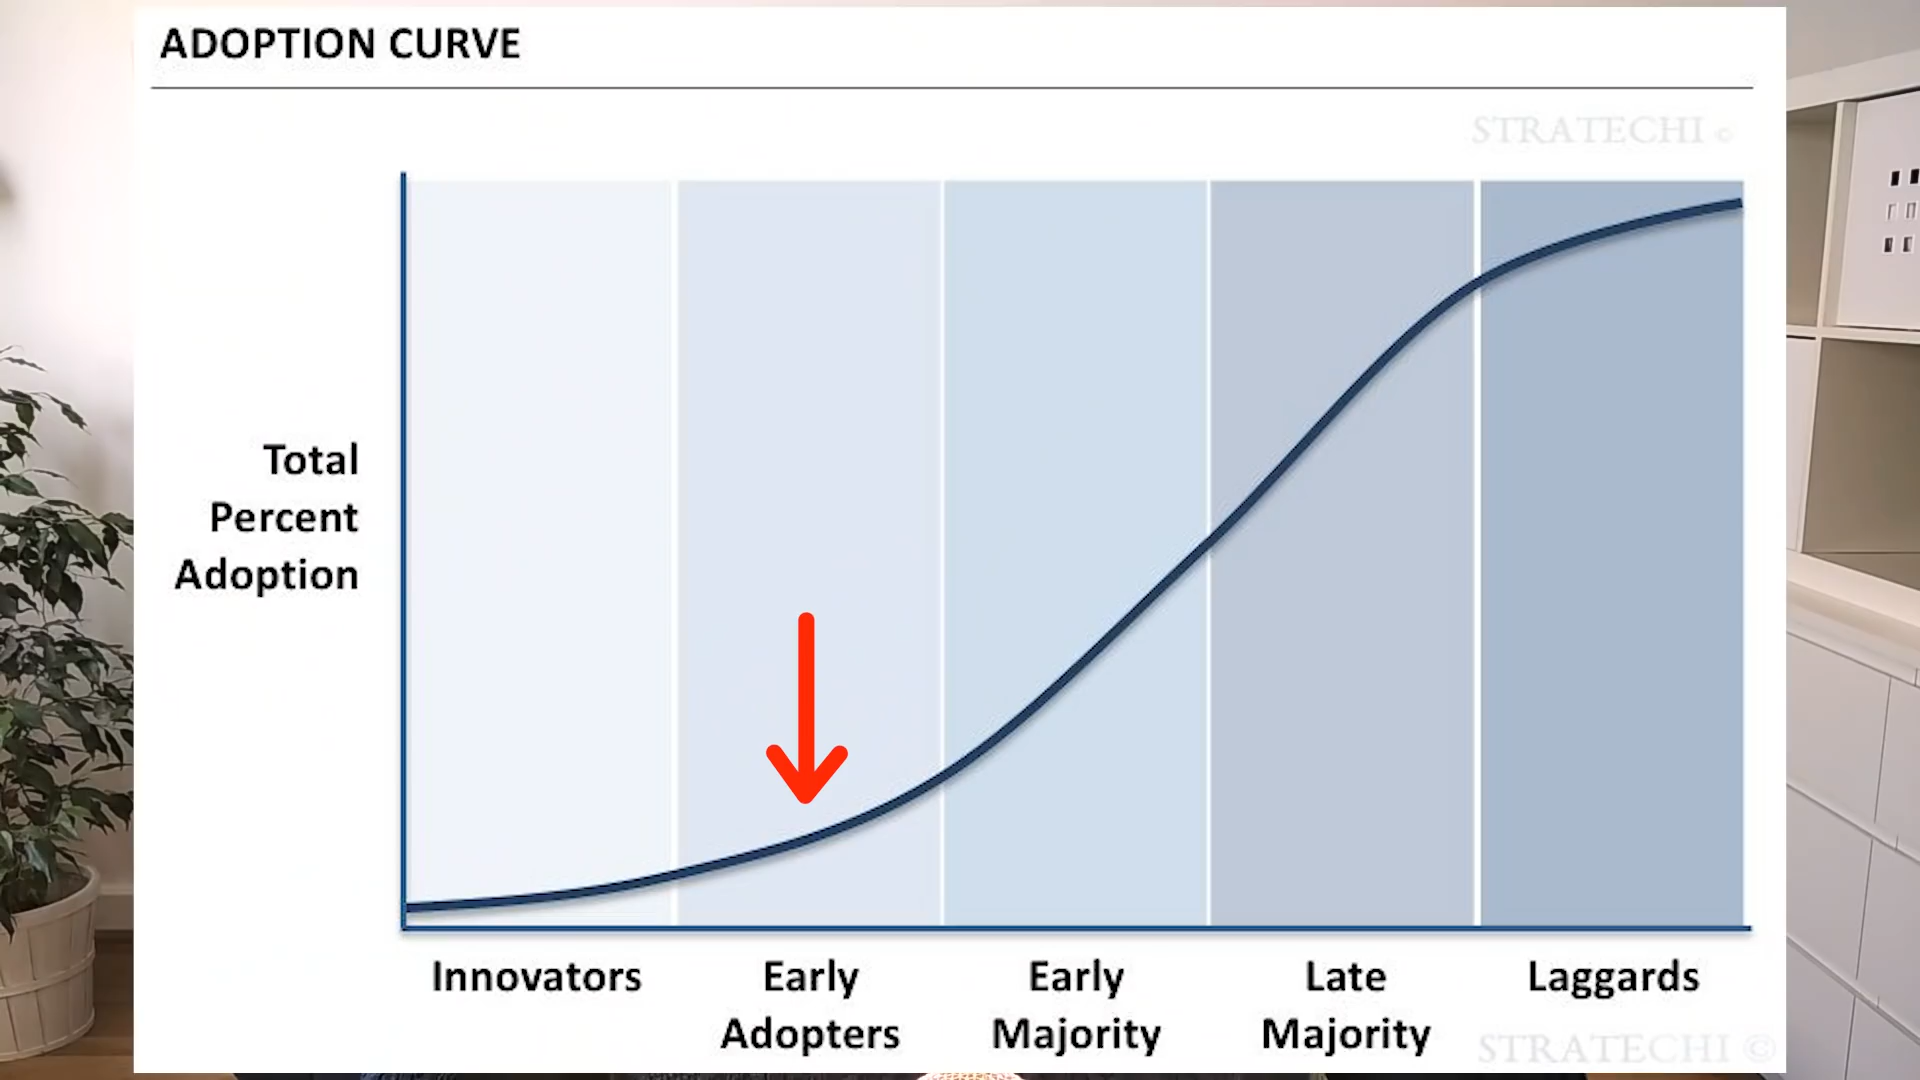 ADOPTION CURVE
STRATECHI ©
Total
Percent
Adoption
Innovators
Early
Adopters
Early
Majority
Late
Majority
Laggards
STRATECHI ©